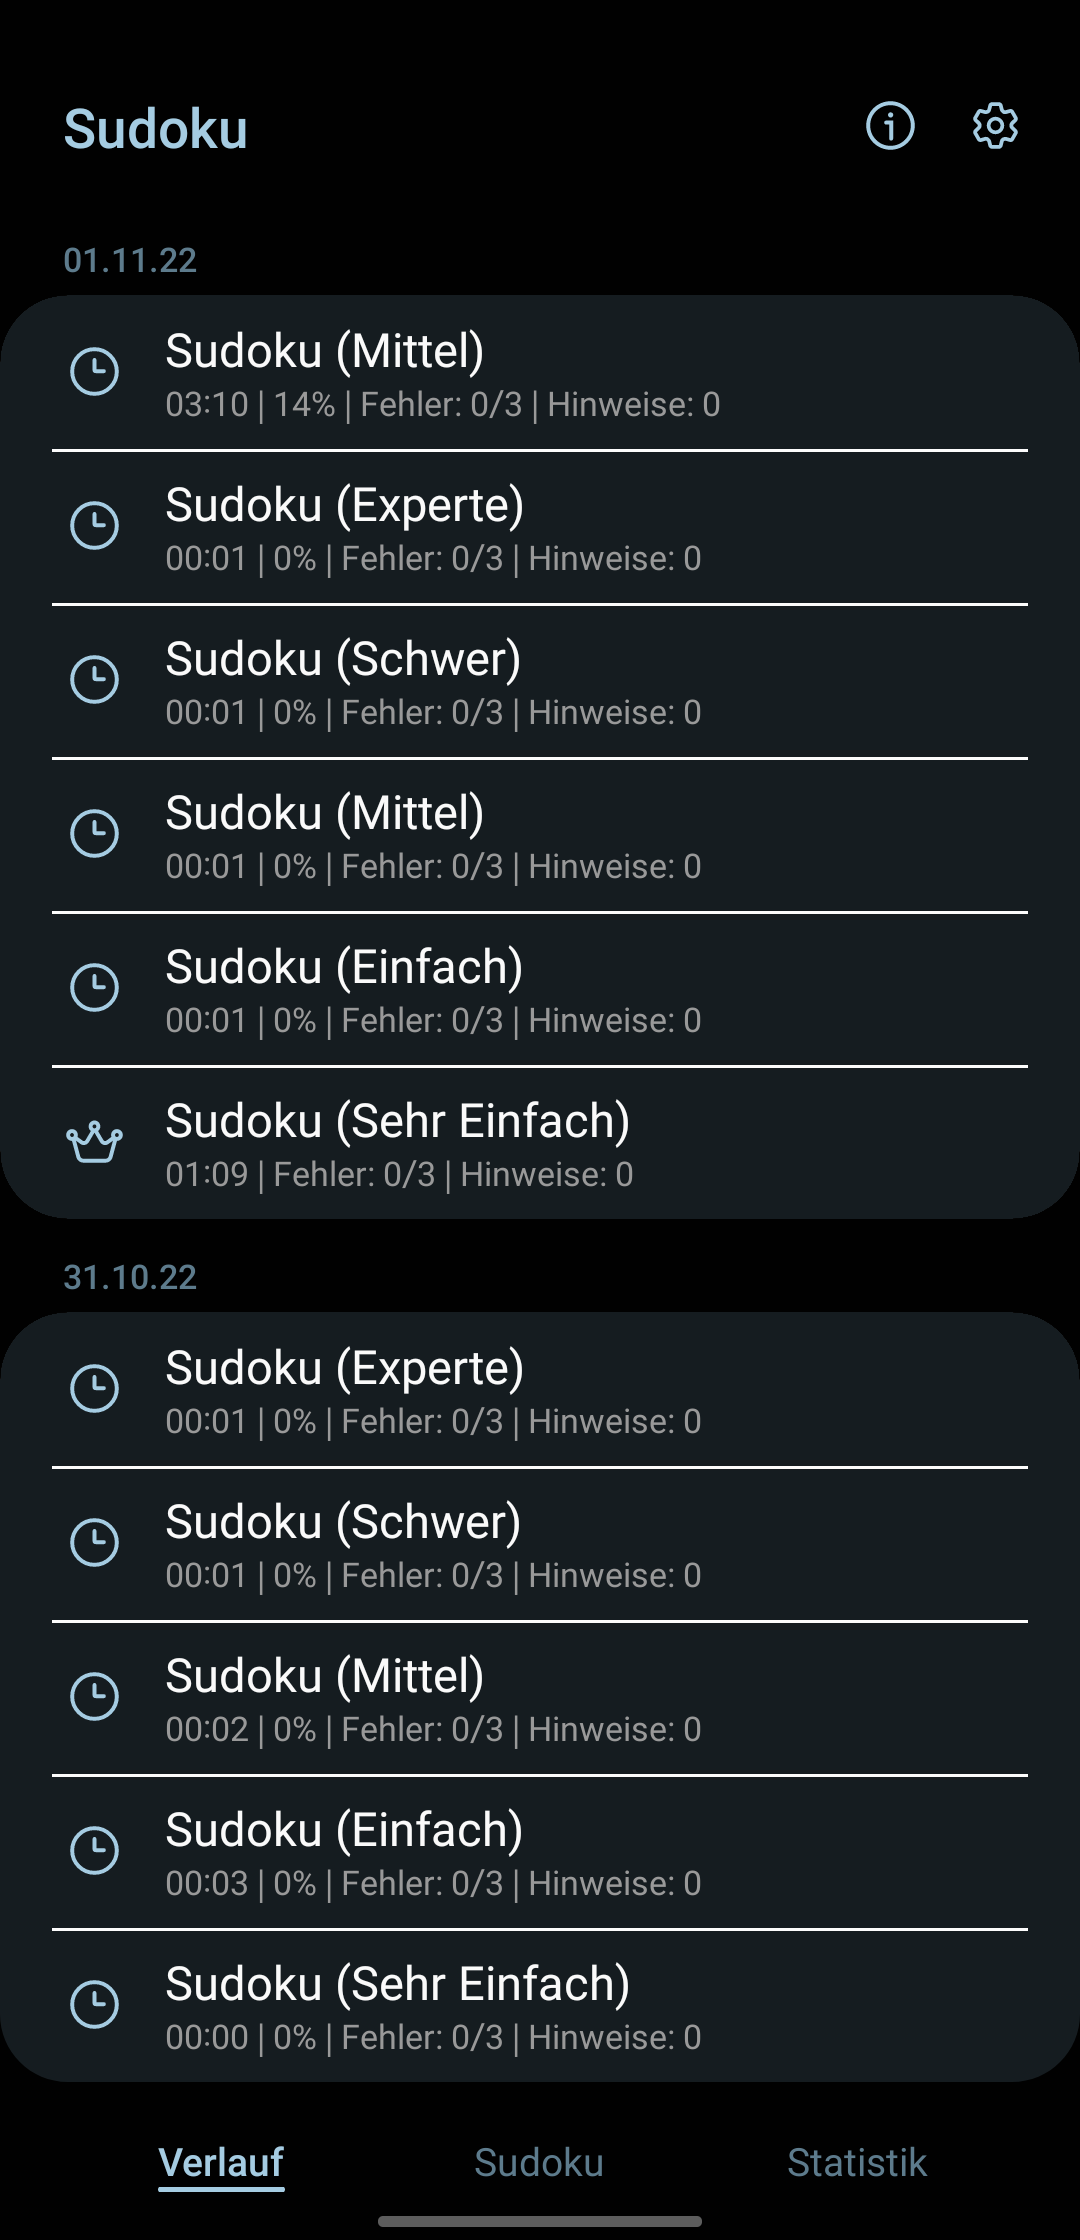 Sudoku
01.11.22
Sudoku (Mittel)
03:10 | 14% | Fehler: 0/3 | Hinweise: 0
Sudoku (Experte)
00:01 | 0% | Fehler: 0/3 | Hinweise: 0
Sudoku (Schwer)
00:01 | 0% | Fehler: 0/3 | Hinweise: 0
Sudoku (Mittel)
00:01 | 0% | Fehler: 0/3 | Hinweise: 0
Sudoku (Einfach)
00:01 | 0% | Fehler: 0/3 | Hinweise: 0
Sudoku (Sehr Einfach)
01:09 | Fehler: 0/3 | Hinweise: 0
31.10.22
Sudoku (Experte)
00:01 | 0% | Fehler: 0/3 | Hinweise: 0
Sudoku (Schwer)
00:01 | 0% | Fehler: 0/3 | Hinweise: 0
Sudoku (Mittel)
00:02 | 0% | Fehler: 0/3 | Hinweise: 0
Sudoku (Einfach)
00:03 | 0% | Fehler: 0/3 | Hinweise: 0
Sudoku (Sehr Einfach)
00:00 | 0% | Fehler: 0/3 | Hinweise: 0
Verlauf Sudoku Statistik